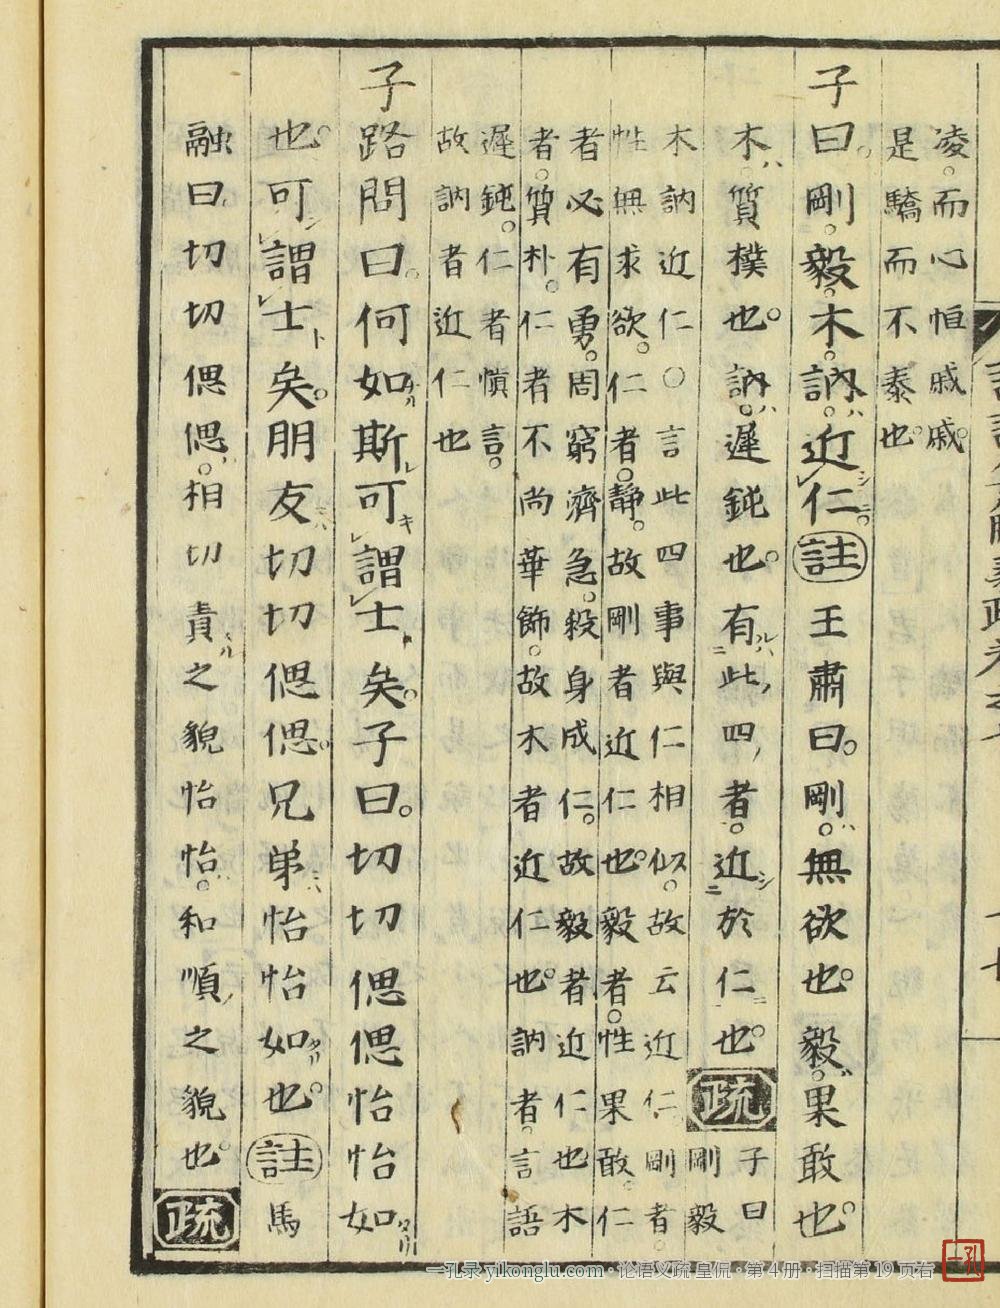 凌。而心恒戚戚。
是驕而不泰也。
子曰。剛。毅。木。訥。近仁。註王肅曰。剛。無欲也。毅。果敢也。
木。質樸也。訥。遲鈍也。有此四者。近於仁也。疏子曰
剛毅
木訥近仁○言此四事與仁相似。故云近仁。剛者。
性無求欲。仁者。靜。故剛者近仁也。毅者。性果敢。仁
者必有勇。周窮濟急。殺身成仁。故毅者近仁也木
者。質朴。仁者不尚華飾。故木者近仁也。訥者。言語
遲鈍。仁者慎言。
故訥者近仁也
子路問曰。何如斯可謂士矣。子曰。切切偲偲怡怡如
也。可謂士矣。朋友切切偲偲。兄弟怡怡如也。註馬
融曰。切切偲偲。相切責之貌怡怡。和順之貌也。疏
一孔录 yikonglu.com · 论语义疏 皇侃 · 第 4 册 · 扫描第 19 页右